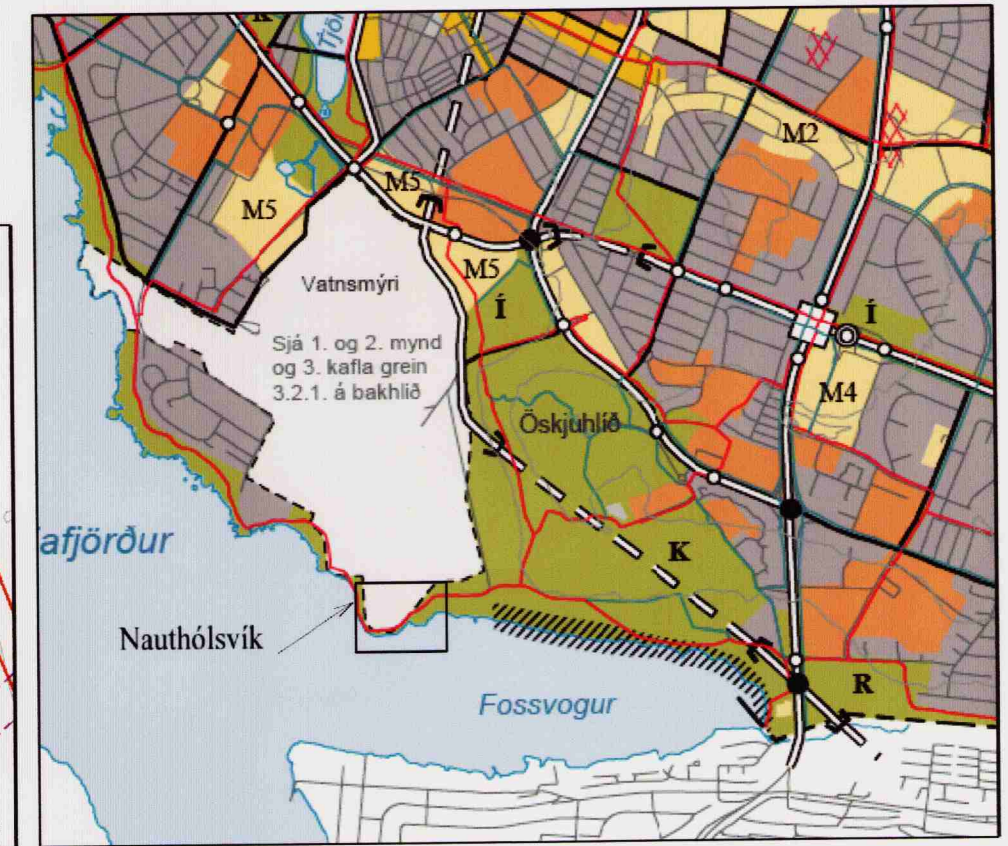 K
Tjör
M2
M5
M5
M5
Vatnsmýri
Í
Í
Sjá 1. og 2. mynd
og 3. kafla grein
3.2.1. á bakhlið
M4
Öskjuhlíð
afjörður
K
Nauthólsvík
R
Fossvogur